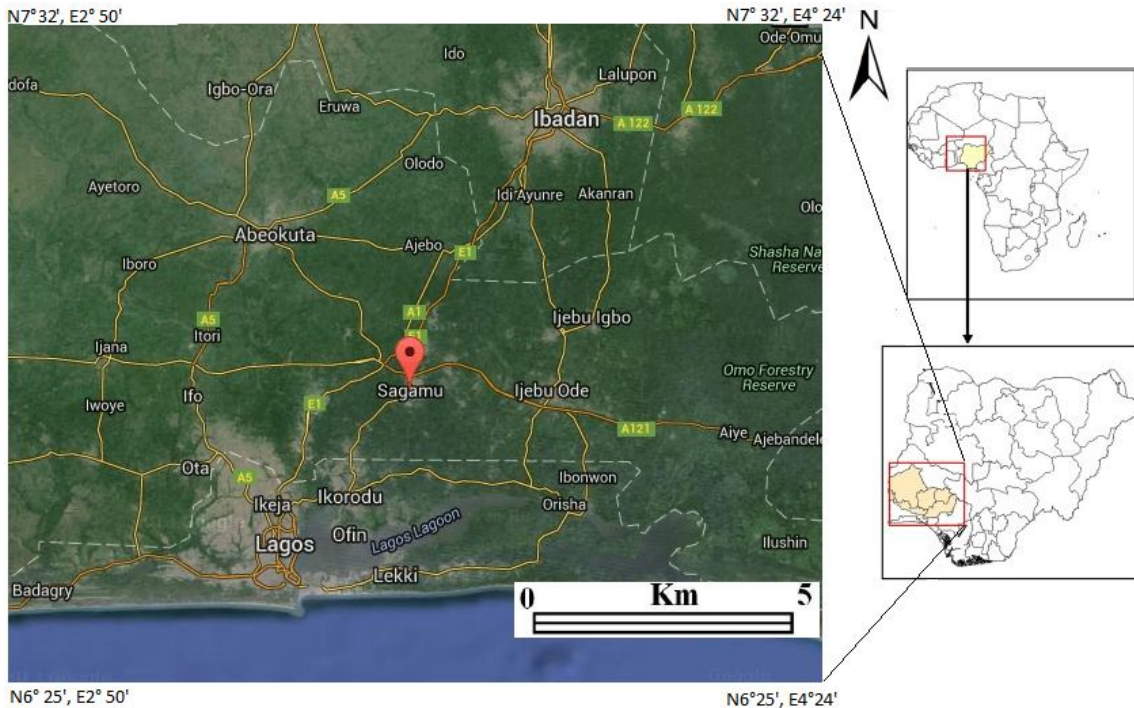 N7°32', E2° 50'
N7° 32', E4° 24'
N
Ode Omu
Ido
Lalupon
dofa
Igbo-Ora
Eruwa
Ibadan
A 122
A 122
Olodo
Ayetoro
A5
Idi Ayunre
Akanran
Olo
Abeokuta
Ajebo
E1
Shasha Na
Reserve
Iboro
A1
A5
Itori
E1
Ijebu Igbo
Ijana
Omo Forestry
Reserve
Sagamu
Ijebu Ode
Ifo
Iwoye
E1
A121
Aiye
Ajebandele
Ota
A5
Ibonwon
Ikeja
Ikorodu
Orisha
Ofin
Lagos Lagoon
Lagos
Ilushin
Lekki
Badagry
0 Km 5
N6° 25', E2° 50'
N6°25', E4°24'